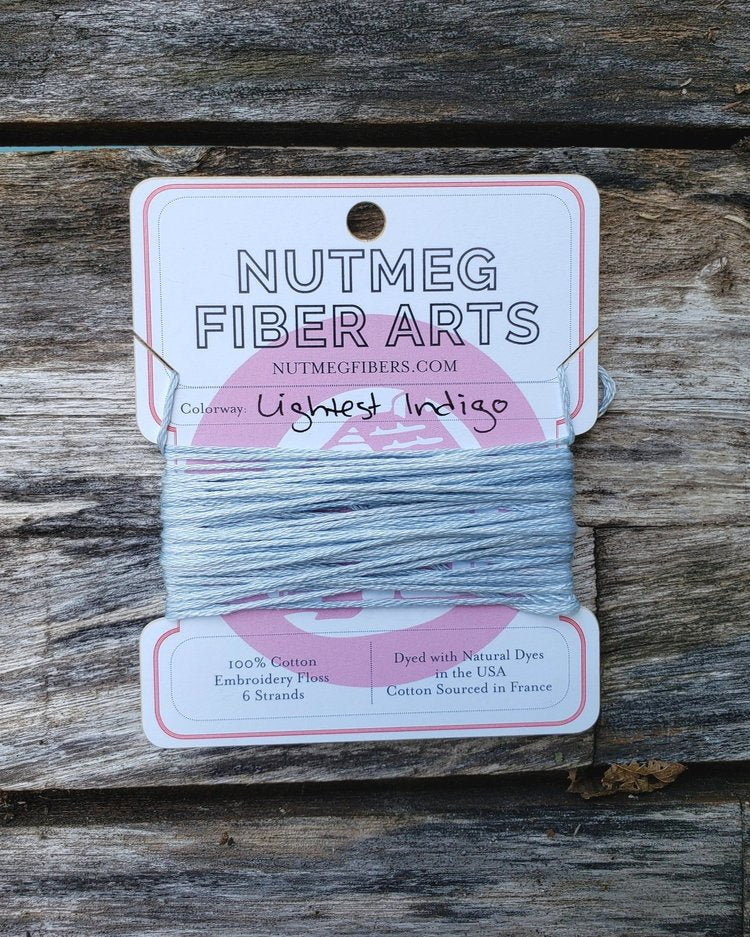 NUTMEG
FIBER ARTS
NUTMEGFIBERS.COM
Colorway: Lightest Indigo
100% Cotton
Embroidery Floss
6 Strands
Dyed with Natural Dyes
in the USA
Cotton Sourced in France